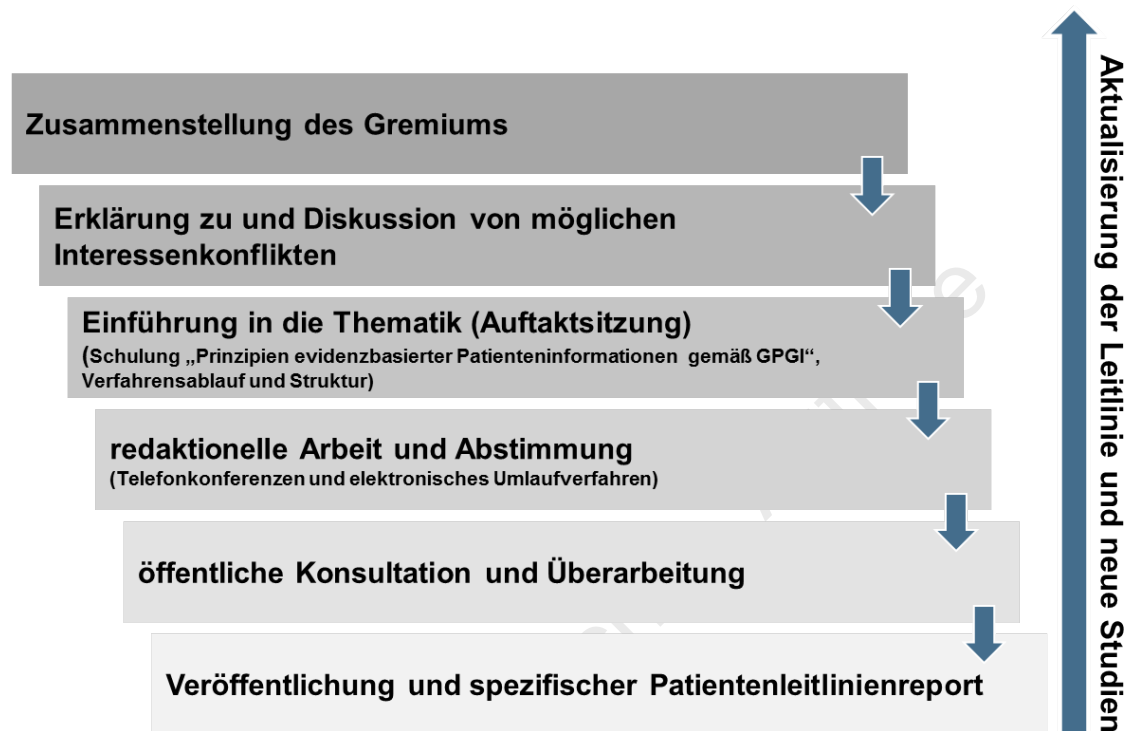 Zusammenstellung des Gremiums
Erklärung zu und Diskussion von möglichen
Interessenkonflikten
Einführung in die Thematik (Auftaktsitzung)
(Schulung „Prinzipien evidenzbasierter Patienteninformationen gemäß GPGI“,
Verfahrensablauf und Struktur)
redaktionelle Arbeit und Abstimmung
(Telefonkonferenzen und elektronisches Umlaufverfahren)
öffentliche Konsultation und Überarbeitung
Veröffentlichung und spezifischer Patientenleitlinienreport
Aktualisierung der Leitlinie und neue Studien